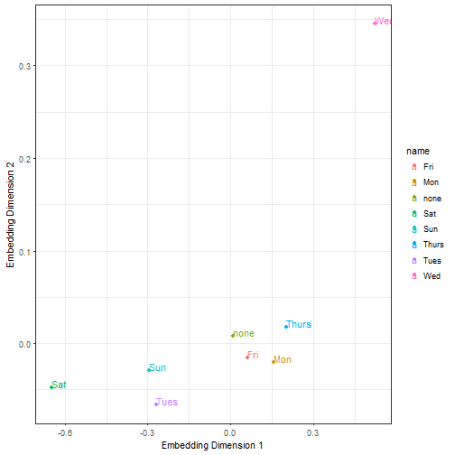 Wed
0.3
0.2
0.1
0.0
Embedding Dimension 2
Thurs
none
Fri
Mon
Sun
Sat
Tues
-0.6
-0.3
0.0
0.3
Embedding Dimension 1
name
Fri
Mon
none
Sat
Sun
Thurs
Tues
Wed